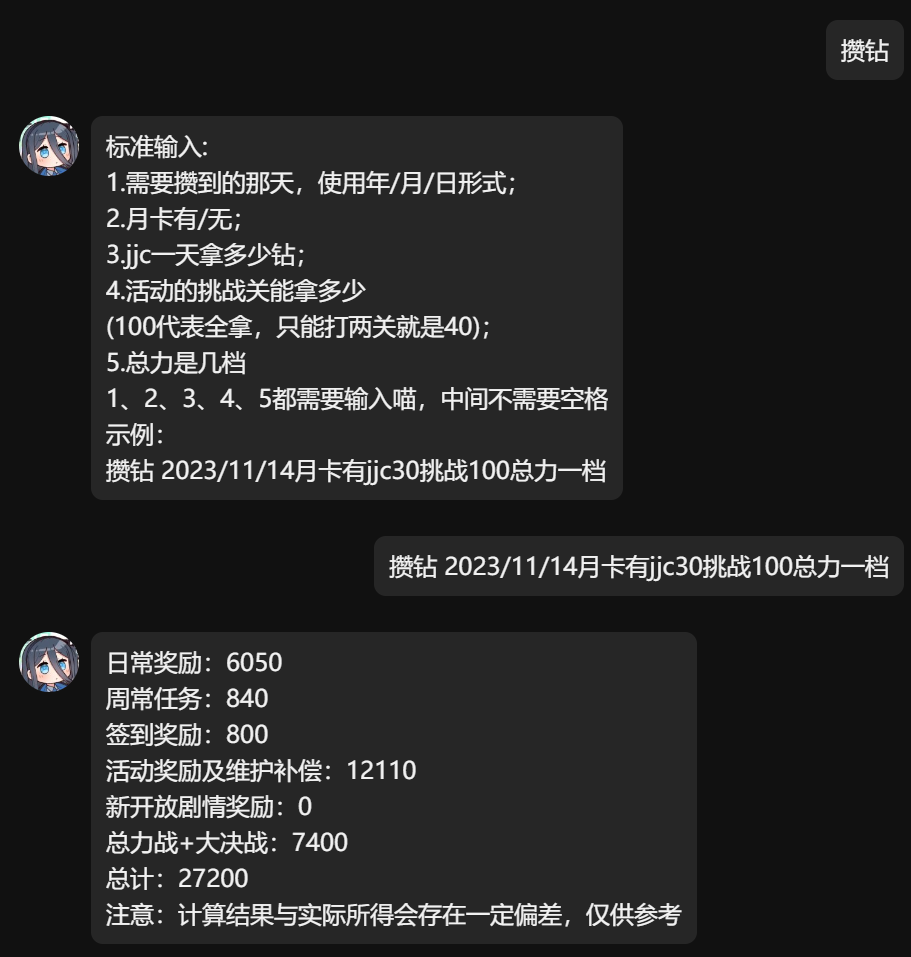 攒钻
标准输入:
1.需要攒到的那天，使用年/月/日形式；
2.月卡有/无；
3.jjc一天拿多少钻；
4.活动的挑战关能拿多少
(100代表全拿，只能打两关就是40)；
5.总力是几档
1、2、3、4、5都需要输入喵，中间不需要空格
示例：
攒钻 2023/11/14月卡有jjc30挑战100总力一档
攒钻 2023/11/14月卡有jjc30挑战100总力一档
日常奖励：6050
周常任务：840
签到奖励：800
活动奖励及维护补偿：12110
新开放剧情奖励：0
总力战+大决战：7400
总计：27200
注意：计算结果与实际所得会存在一定偏差，仅供参考